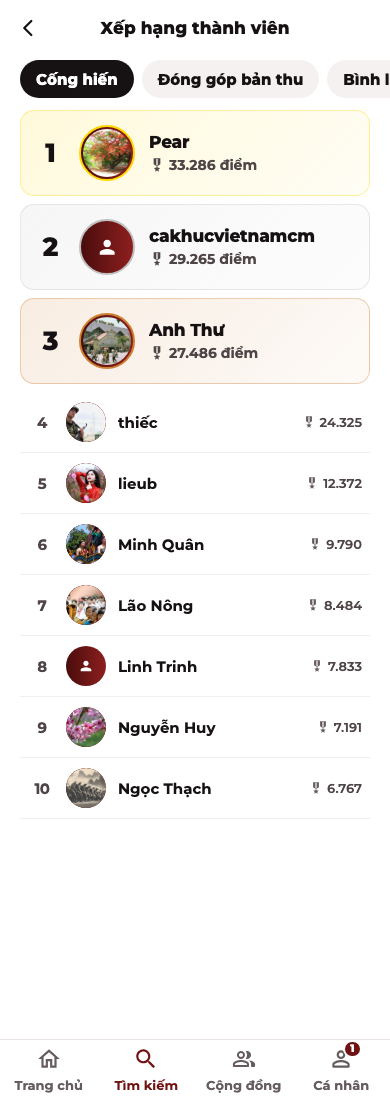 Xếp hạng thành viên
Cống hiến
Đóng góp bản thu
Bình l
1
Pear
33.286 điểm
2
cakhucvietnamcm
29.265 điểm
3
Anh Thư
27.486 điểm
4 thiếc 24.325
5 lieub 12.372
6 Minh Quân 9.790
7 Lão Nông 8.484
8 Linh Trinh 7.833
9 Nguyễn Huy 7.191
10 Ngọc Thạch 6.767
1
Trang chủ Tìm kiếm Cộng đồng Cá nhân